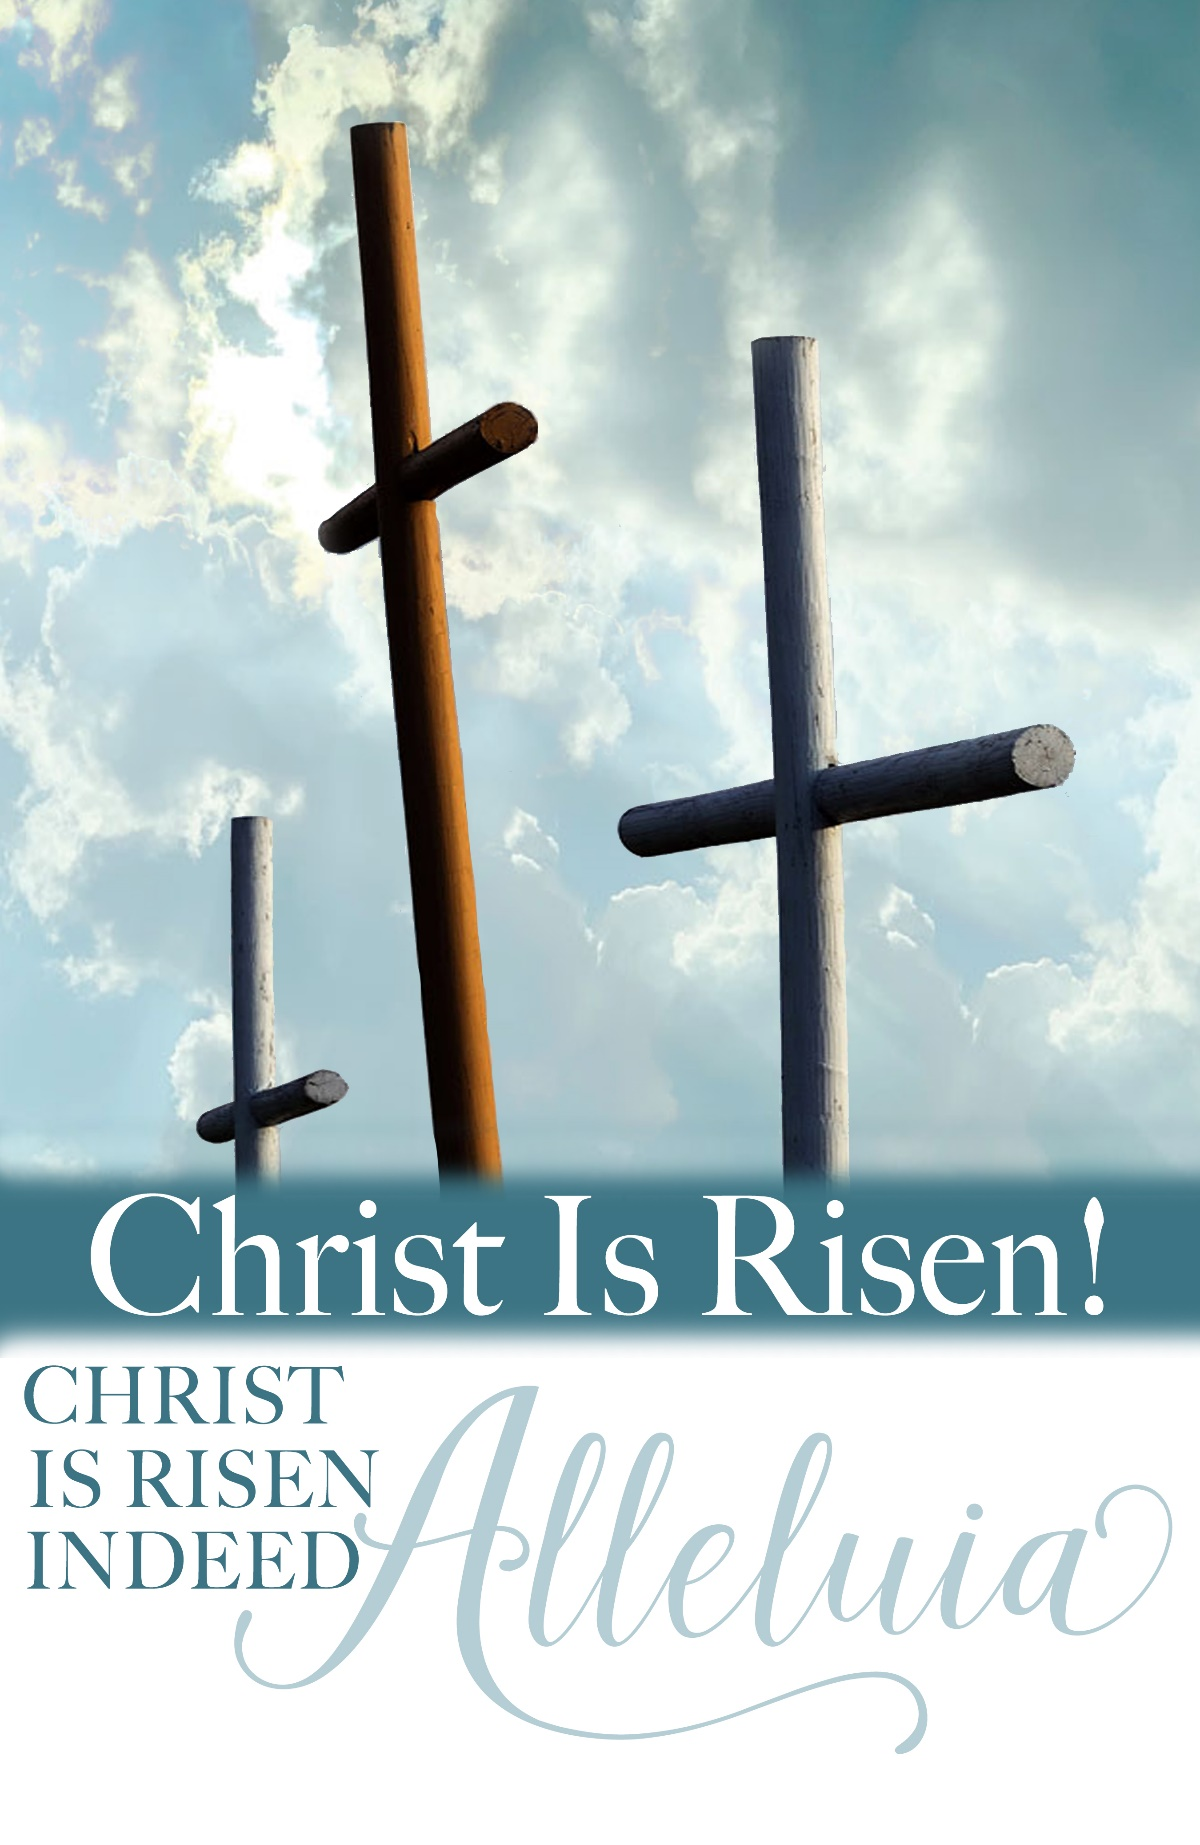 Christ Is Risen!
CHRIST
IS RISEN
INDEED
Alleluia